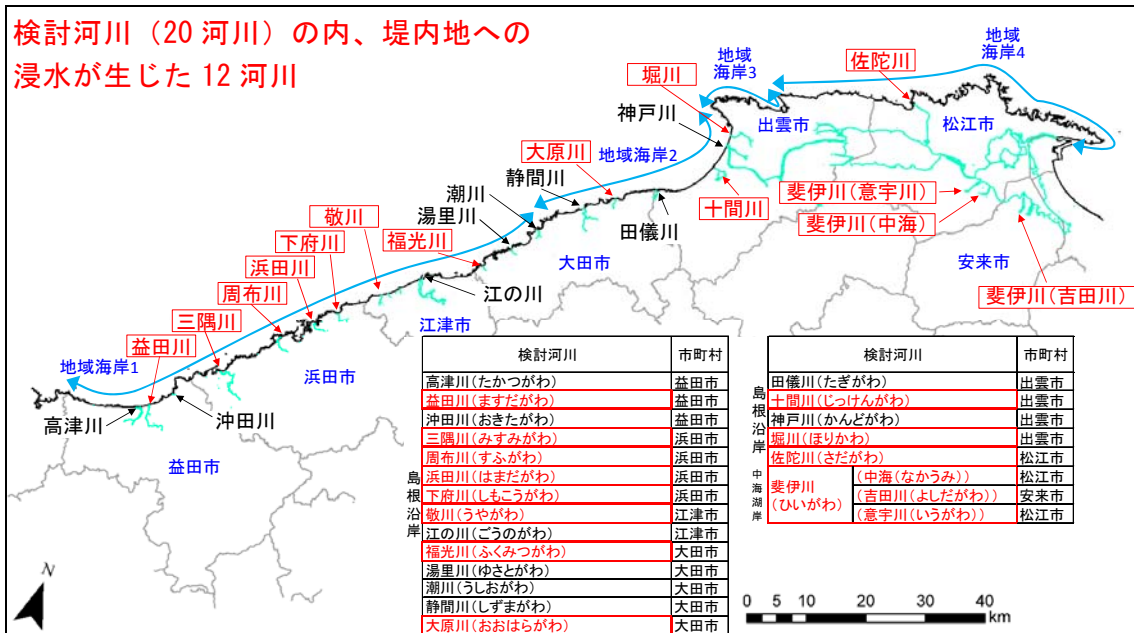 検討河川（20 河川）の内、堤内地への
浸水が生じた 12 河川
地域
海岸4
地域
海岸3
佐陀川
堀川
神戸川
出雲市
松江市
大原川
地域海岸2
静間川
潮川
湯里川
敬川
福光川
下府川
浜田川
周布川
三隅川
益田川
地域海岸1
十間川
斐伊川（意宇川）
斐伊川（中海）
斐伊川（吉田川）
田儀川
大田市
安来市
江の川
江津市
浜田市
沖田川
高津川
益田市
検討河川 市町村
島根沿岸
高津川（たかつがわ） 益田市
益田川（ますだがわ） 益田市
沖田川（おきたがわ） 益田市
三隅川（みすみがわ） 浜田市
周布川（すふがわ） 浜田市
浜田川（はまだがわ） 浜田市
下府川（しもこうがわ） 浜田市
敬川（うやがわ） 江津市
江の川（ごうのがわ） 江津市
福光川（ふくみつがわ） 大田市
湯里川（ゆさとがわ） 大田市
潮川（うしおがわ） 大田市
静間川（しずまがわ） 大田市
大原川（おおはらがわ） 大田市
検討河川 市町村
島根沿岸
田儀川（たぎがわ） 出雲市
十間川（じっけんがわ） 出雲市
神戸川（かんどがわ） 出雲市
堀川（ほりかわ） 出雲市
佐陀川（さだがわ） 松江市
中海湖岸
斐伊川
（ひいがわ）
（中海（なかうみ）） 松江市
（吉田川（よしだがわ）） 安来市
（意宇川（いうがわ）） 松江市
N
0 5 10 20 30 40
km